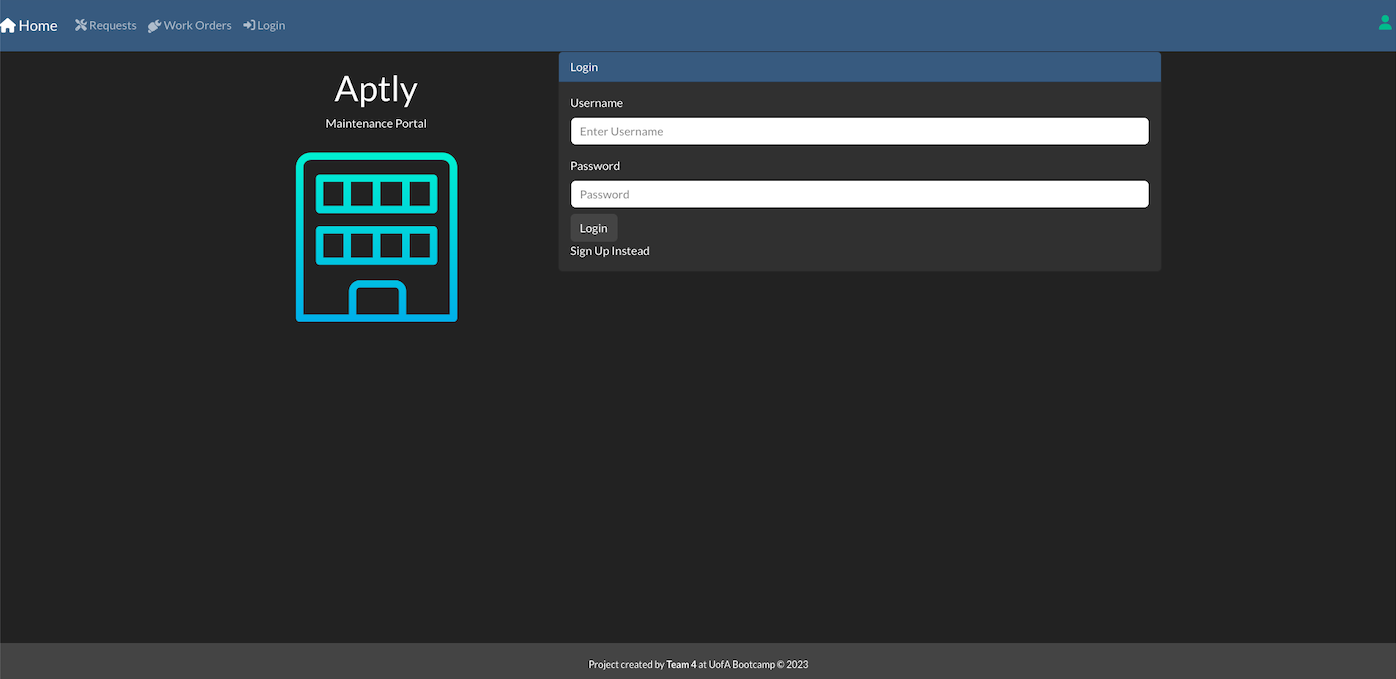 Home Requests Work Orders Login
Aptly
Maintenance Portal
Login
Username
Enter Username
Password
Password
Login
Sign Up Instead
Project created by Team 4 at UofA Bootcamp © 2023